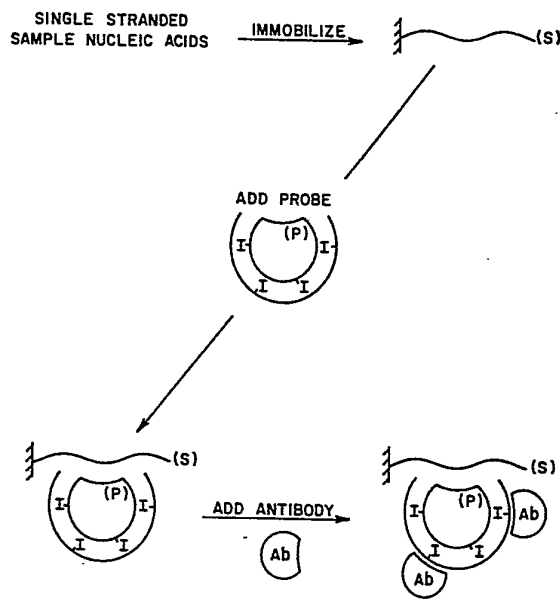 SINGLE STRANDED
SAMPLE NUCLEIC ACIDS
IMMOBILIZE
(S)
ADD PROBE
(P)
I
I
I
I
(S)
(P)
I
I
I
I
ADD ANTIBODY
Ab
(S)
(P)
I
I
I
I
Ab
Ab